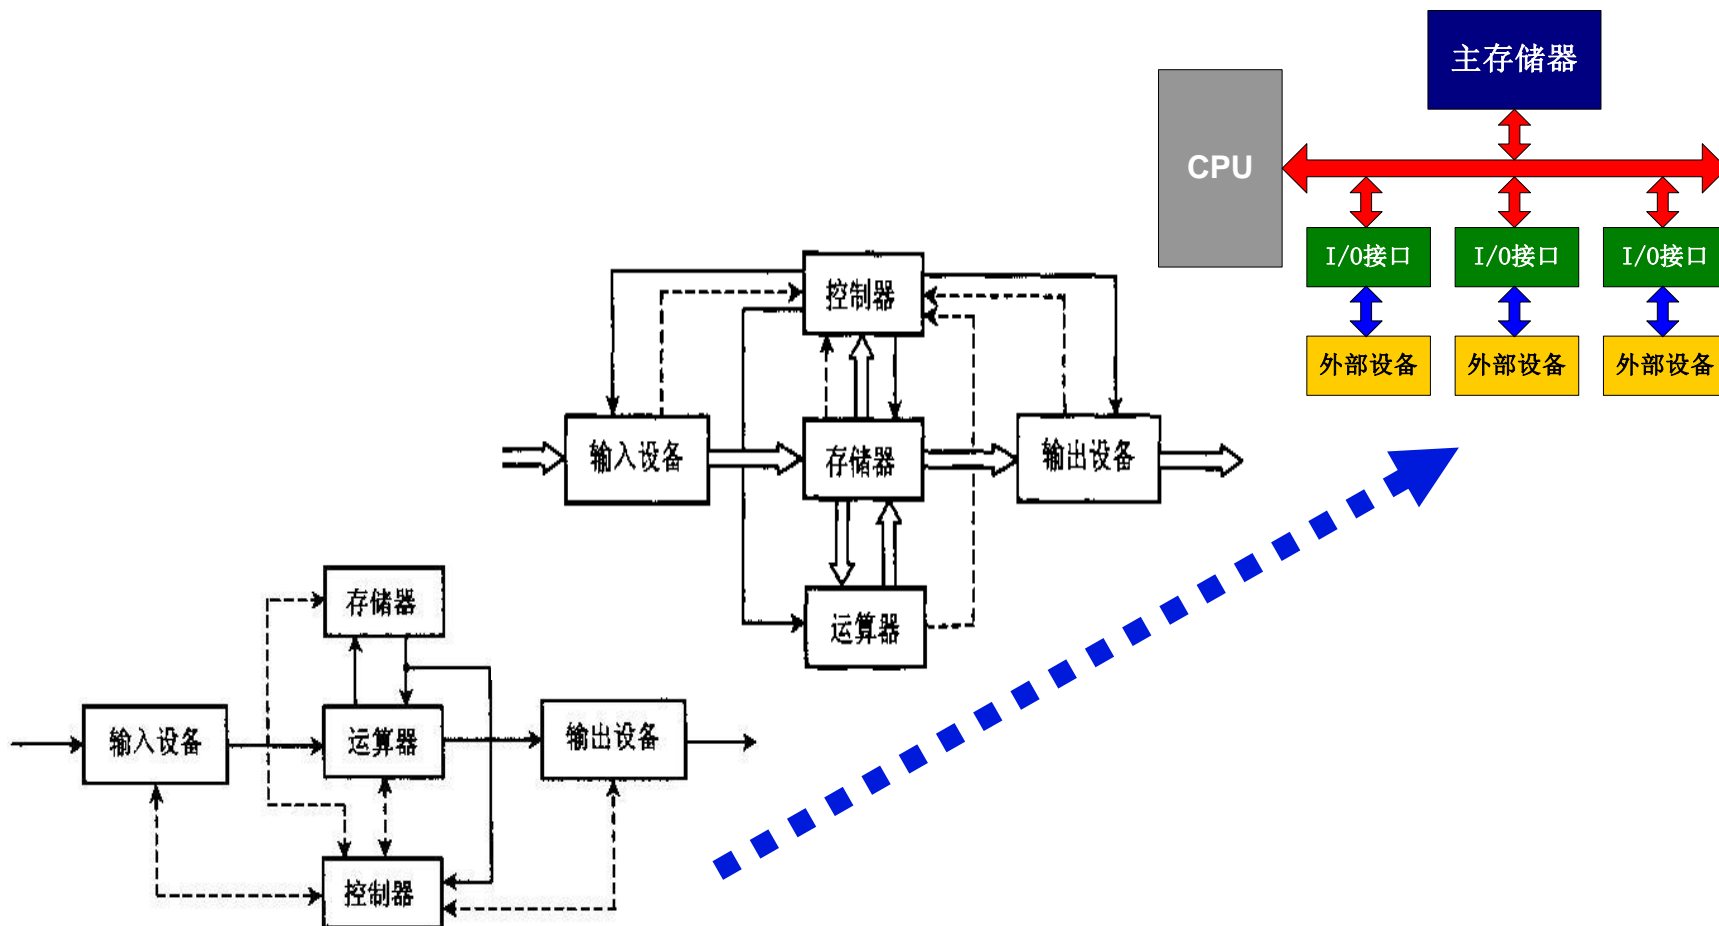 主存储器
CPU
I/O接口
I/O接口
I/O接口
外部设备
外部设备
外部设备
控制器
输入设备
存储器
输出设备
运算器
存储器
输入设备
运算器
输出设备
控制器